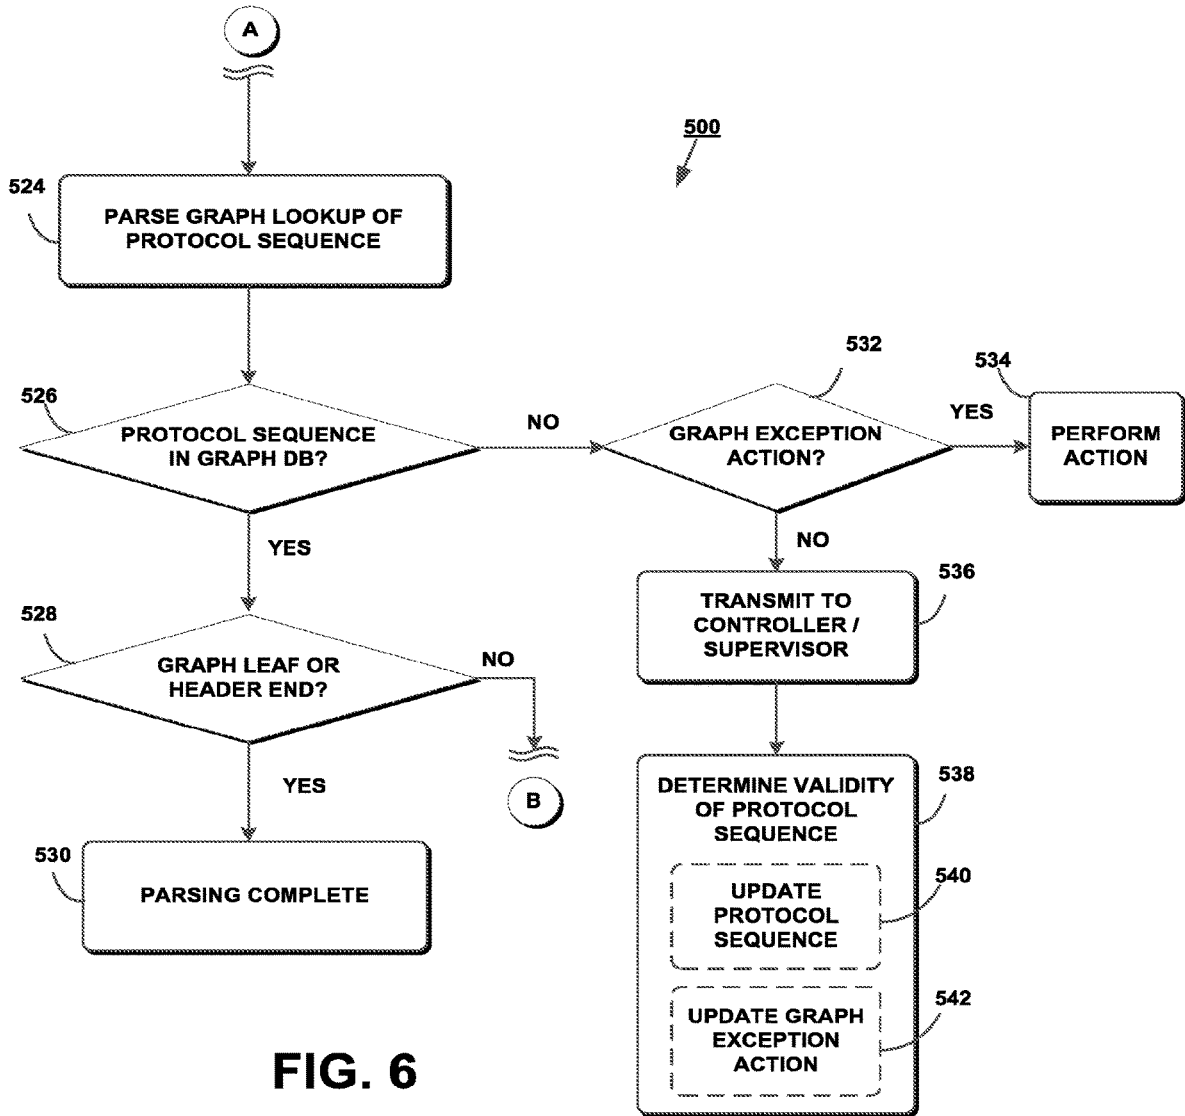 A
500
524
PARSE GRAPH LOOKUP OF
PROTOCOL SEQUENCE
526
PROTOCOL SEQUENCE
IN GRAPH DB?
NO
532
GRAPH EXCEPTION
ACTION?
YES
534
PERFORM
ACTION
YES
NO
528
GRAPH LEAF OR
HEADER END?
NO
B
536
TRANSMIT TO
CONTROLLER /
SUPERVISOR
YES
530
PARSING COMPLETE
538
DETERMINE VALIDITY
OF PROTOCOL
SEQUENCE
540
UPDATE
PROTOCOL
SEQUENCE
542
UPDATE GRAPH
EXCEPTION
ACTION
FIG. 6